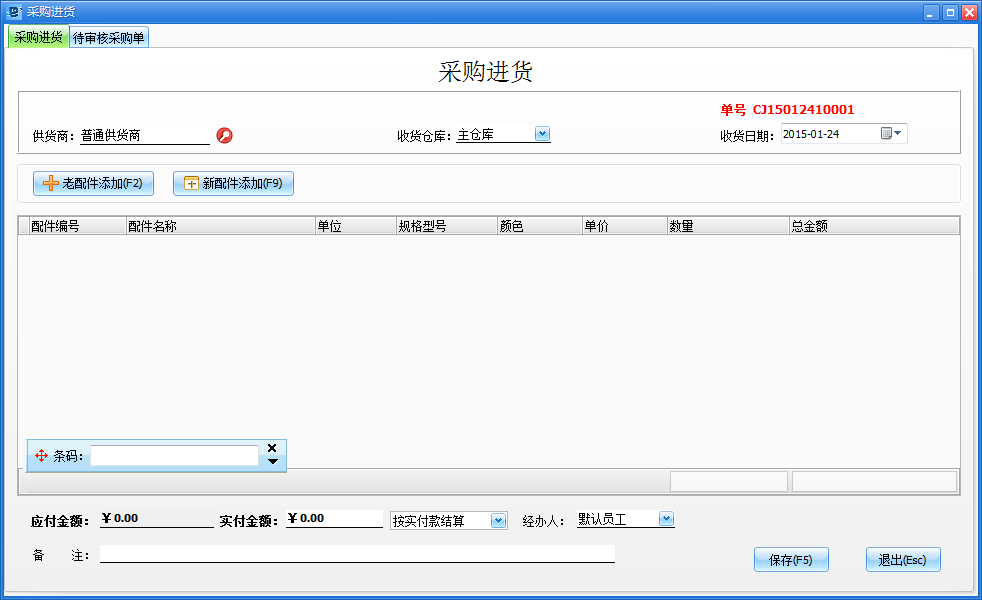 采购进货
采购进货 待审核采购单
采购进货
单号 CJ15012410001
供货商： 普通供货商 收货仓库： 主仓库 收货日期： 2015-01-24
老配件添加(F2) 新配件添加(F9)
配件编号 配件名称 单位 规格型号 颜色 单价 数量 总金额
条码：
应付金额： ¥ 0.00 实付金额： ¥ 0.00 按实付款结算 经办人： 默认员工
备 注：
保存(F5) 退出(Esc)